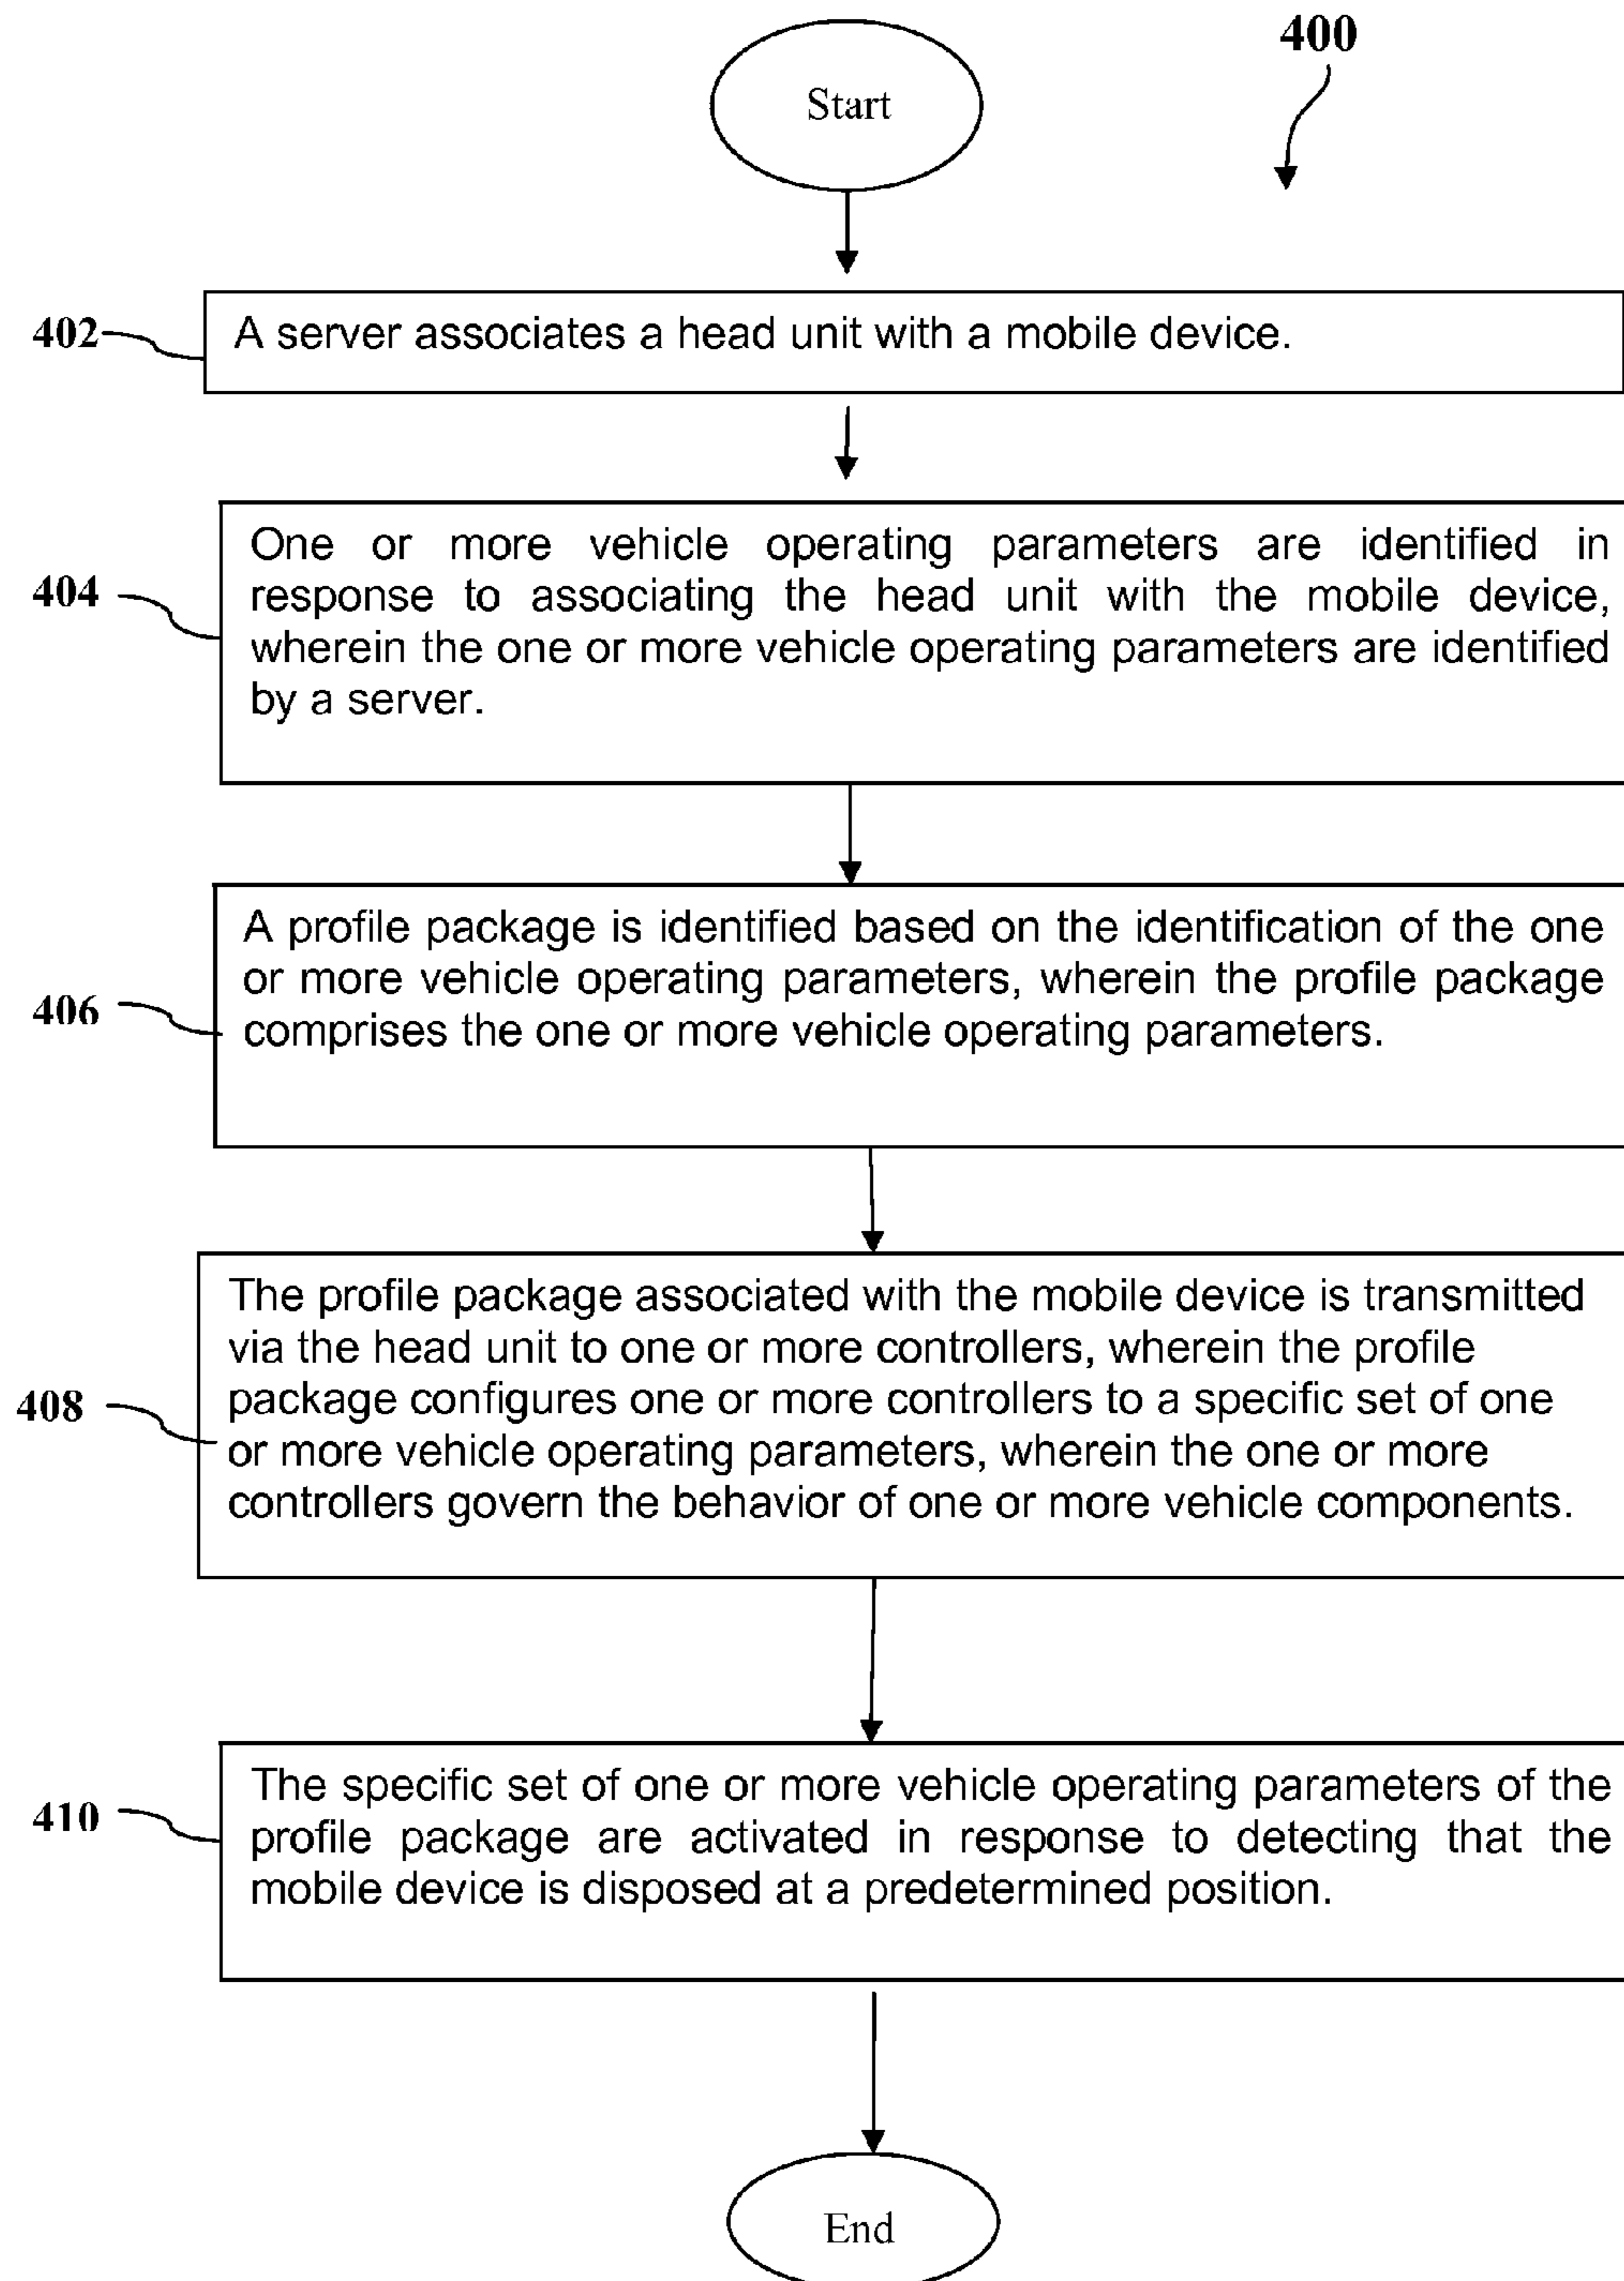 400
Start
402
A server associates a head unit with a mobile device.
404
One or more vehicle operating parameters are identified in
response to associating the head unit with the mobile device,
wherein the one or more vehicle operating parameters are identified
by a server.
406
A profile package is identified based on the identification of the one
or more vehicle operating parameters, wherein the profile package
comprises the one or more vehicle operating parameters.
408
The profile package associated with the mobile device is transmitted
via the head unit to one or more controllers, wherein the profile
package configures one or more controllers to a specific set of one
or more vehicle operating parameters, wherein the one or more
controllers govern the behavior of one or more vehicle components.
410
The specific set of one or more vehicle operating parameters of the
profile package are activated in response to detecting that the
mobile device is disposed at a predetermined position.
End